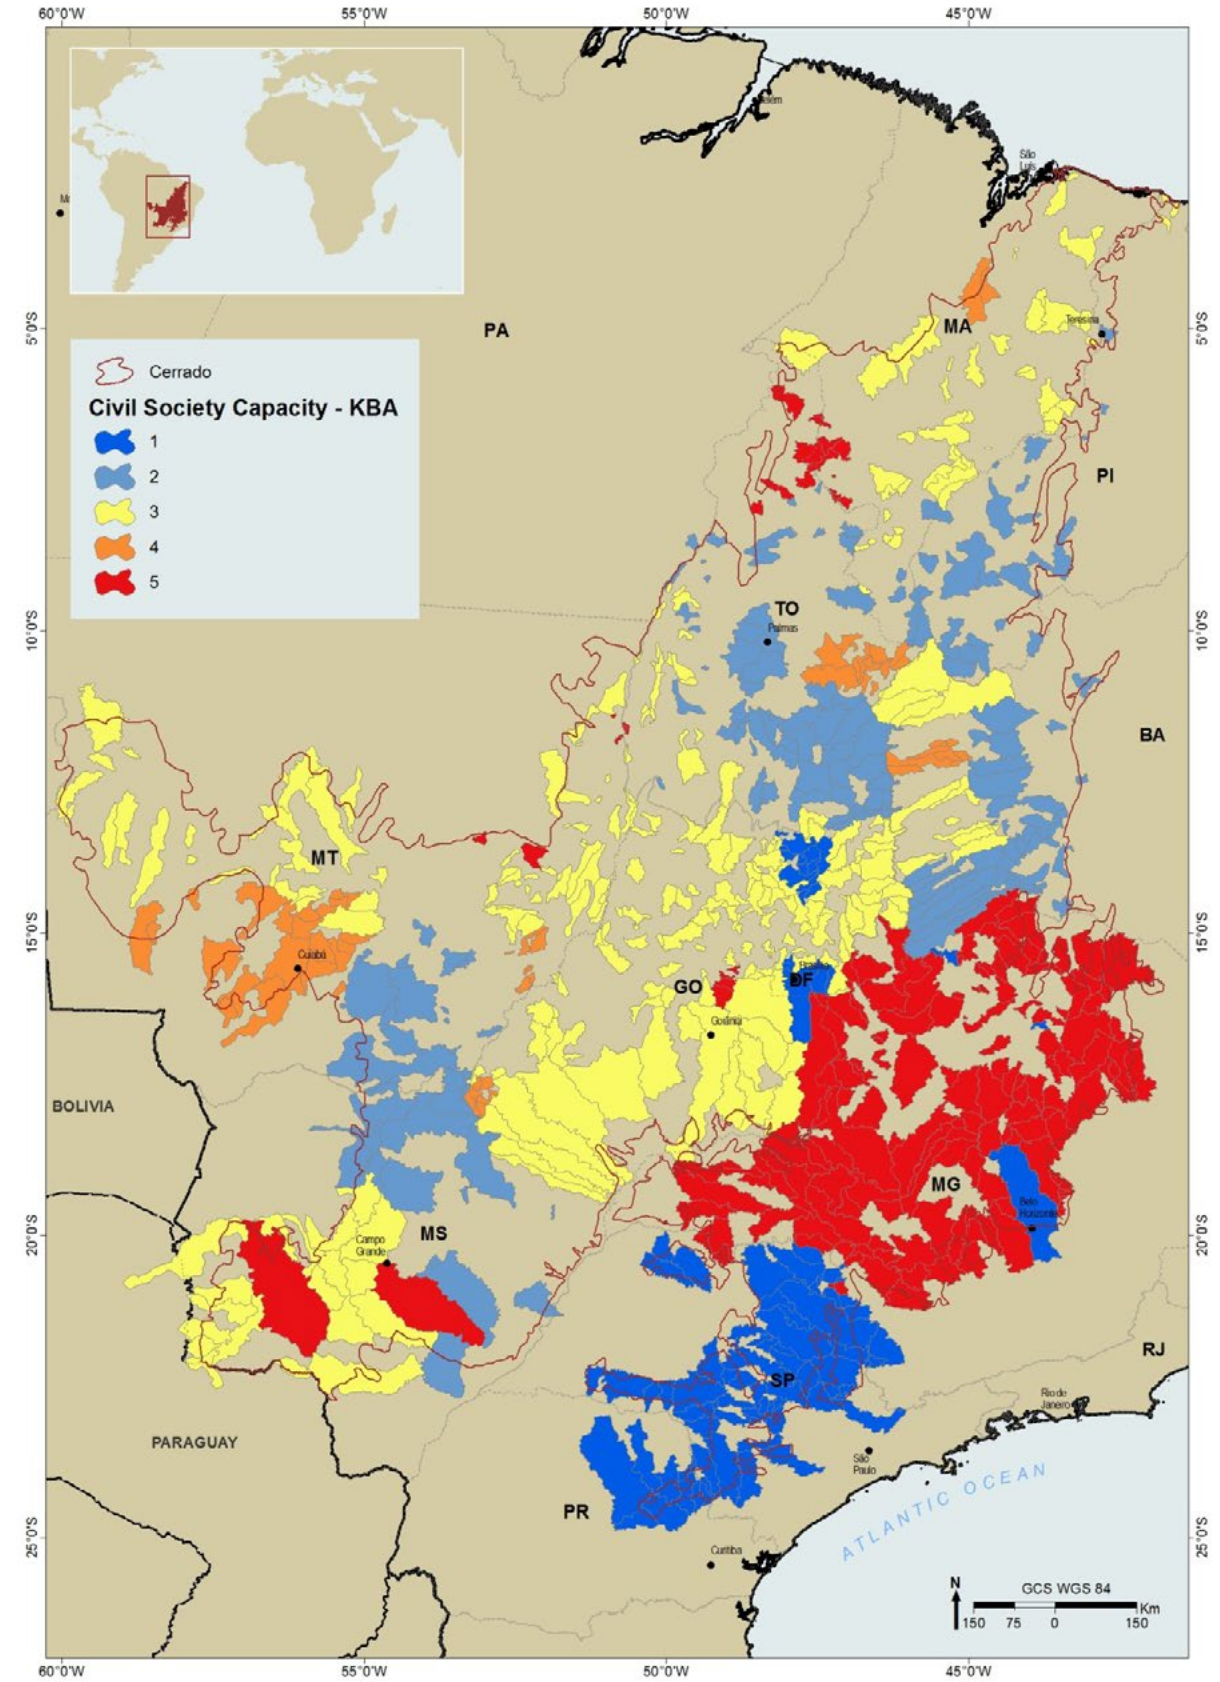 60°0'W 55°0'W 50°0'W 45°0'W
Belém
São
Luis
5°0'S PA MA Teresina 5°0'S
Cerrado
Civil Society Capacity - KBA
1
2
3
4
5
PI
10°0'S TO 10°0'S
Palmas
BA
MT
15°0'S 15°0'S
Cuiabá
GO DF
Brasília
Goiânia
BOLIVIA
MG
Belo
Horizonte
20°0'S MS 20°0'S
Campo
Grande
RJ
SP
Rio de
Janeiro
PARAGUAY
São
Paulo
ATLANTIC OCEAN
PR
25°0'S 25°0'S
Curitiba
N
GCS WGS 84
150 75 0 150 Km
60°0'W 55°0'W 50°0'W 45°0'W